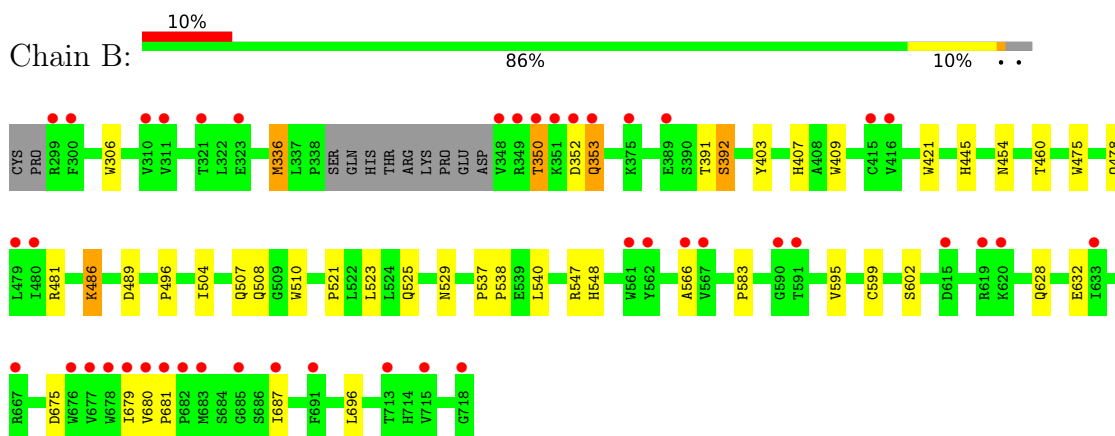 10%
Chain B:
86% 10% • •
CYS PRO R299 F300 W306 V310 V311 T321 L322 E323 M336 L337 P338 SER GLN HIS THR ARG LYS PRO GLU ASP V348 R349 T350 K351 D352 Q353 K375 E389 S390 T391 S392 Y403 H407 A408 W409 C415 V416 W421 H445 N454 T460 W475
L479 I480 R481 K486 D489 P496 I504 Q507 Q508 G509 W510 P521 L522 L523 L524 Q525 N529 P537 P538 E539 L540 R547 H548 W561 Y562 A566 V567 P583 G590 T591 V595 C599 S602 D615 R619 K620 Q628 E632 I633
R667 D675 W676 V677 W678 I679 V680 P681 P682 M683 S684 G685 S686 I687 F691 L696 T713 H714 V715 G718